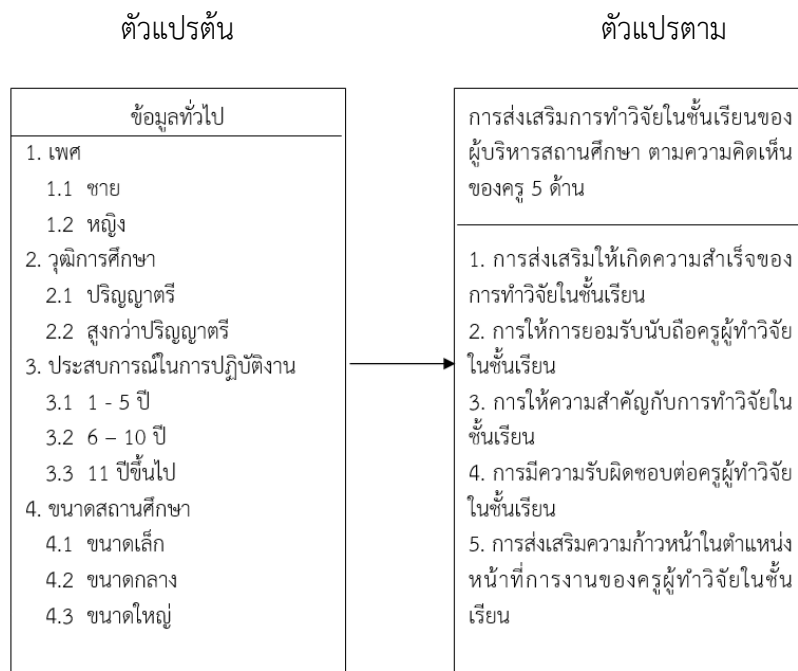 ตัวแปรต้น
ข้อมูลทั่วไป
1. เพศ
1.1 ชาย
1.2 หญิง
2. วุฒิการศึกษา
2.1 ปริญญาตรี
2.2 สูงกว่าปริญญาตรี
3. ประสบการณ์ในการปฏิบัติงาน
3.1 1 - 5 ปี
3.2 6 – 10 ปี
3.3 11 ปีขึ้นไป
4. ขนาดสถานศึกษา
4.1 ขนาดเล็ก
4.2 ขนาดกลาง
4.3 ขนาดใหญ่
ตัวแปรตาม
การส่งเสริมการทำวิจัยในชั้นเรียนของ
ผู้บริหารสถานศึกษา ตามความคิดเห็น
ของครู 5 ด้าน
1. การส่งเสริมให้เกิดความสำเร็จของ
การทำวิจัยในชั้นเรียน
2. การให้การยอมรับนับถือครูผู้ทำวิจัย
ในชั้นเรียน
3. การให้ความสำคัญกับการทำวิจัยใน
ชั้นเรียน
4. การมีความรับผิดชอบต่อครูผู้ทำวิจัย
ในชั้นเรียน
5. การส่งเสริมความก้าวหน้าในตำแหน่ง
หน้าที่การงานของครูผู้ทำวิจัยในชั้น
เรียน